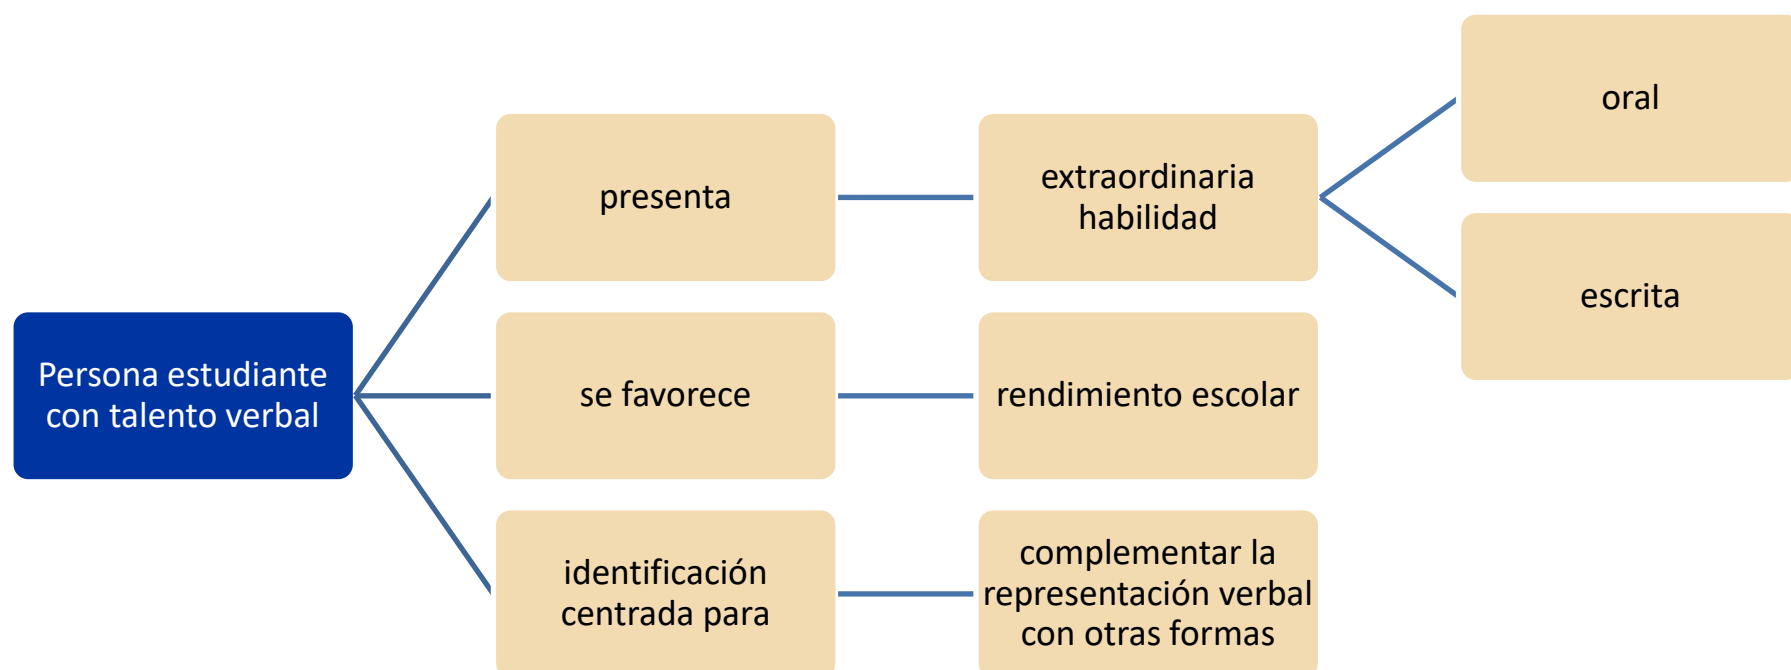 Persona estudiante
con talento verbal
presenta
extraordinaria
habilidad
oral
escrita
se favorece
rendimiento escolar
identificación
centrada para
complementar la
representación verbal
con otras formas